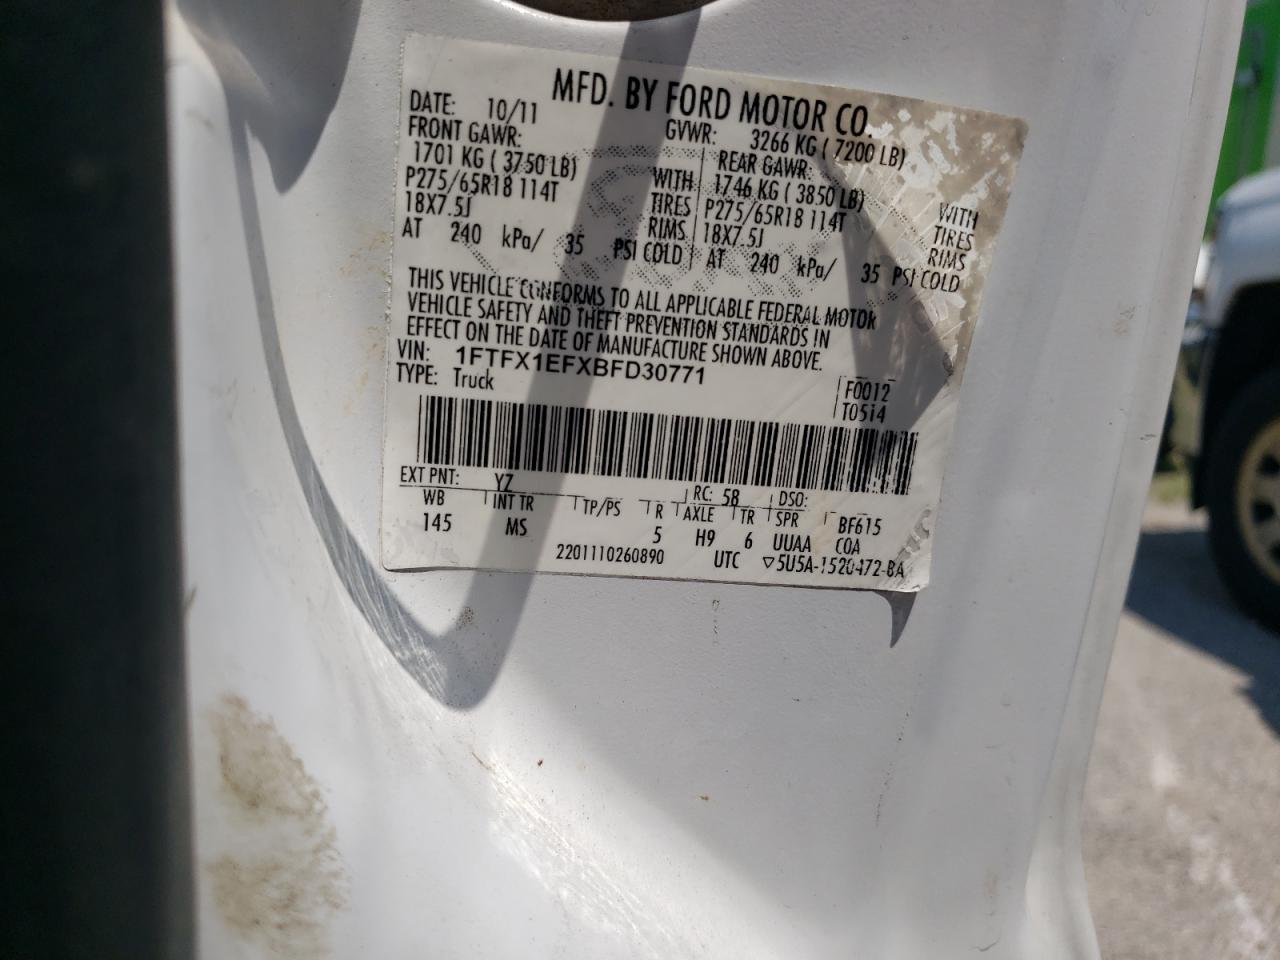 MFD. BY FORD MOTOR CO.
DATE: 10/11 GVWR: 3266 KG ( 7200 LB)
FRONT GAWR: REAR GAWR:
1701 KG ( 3750 LB) WITH 1746 KG ( 3850 LB) WITH
P275/65R18 114T TIRES P275/65R18 114T TIRES
18X7.5J RIMS 18X7.5J RIMS
AT 240 kPa/ 35 PSI COLD AT 240 kPa/ 35 PSI COLD
THIS VEHICLE CONFORMS TO ALL APPLICABLE FEDERAL MOTOR
VEHICLE SAFETY AND THEFT PREVENTION STANDARDS IN
EFFECT ON THE DATE OF MANUFACTURE SHOWN ABOVE.
VIN: 1FTFX1EFXBFD30771
TYPE: Truck
F0012
T0514
EXT PNT: YZ RC: 58 DSO:
WB INT TR TP/PS R AXLE TR SPR BF615
145 MS 5 H9 6 UUAA COA
2201110260890 UTC ▽5U5A-1520472-BA